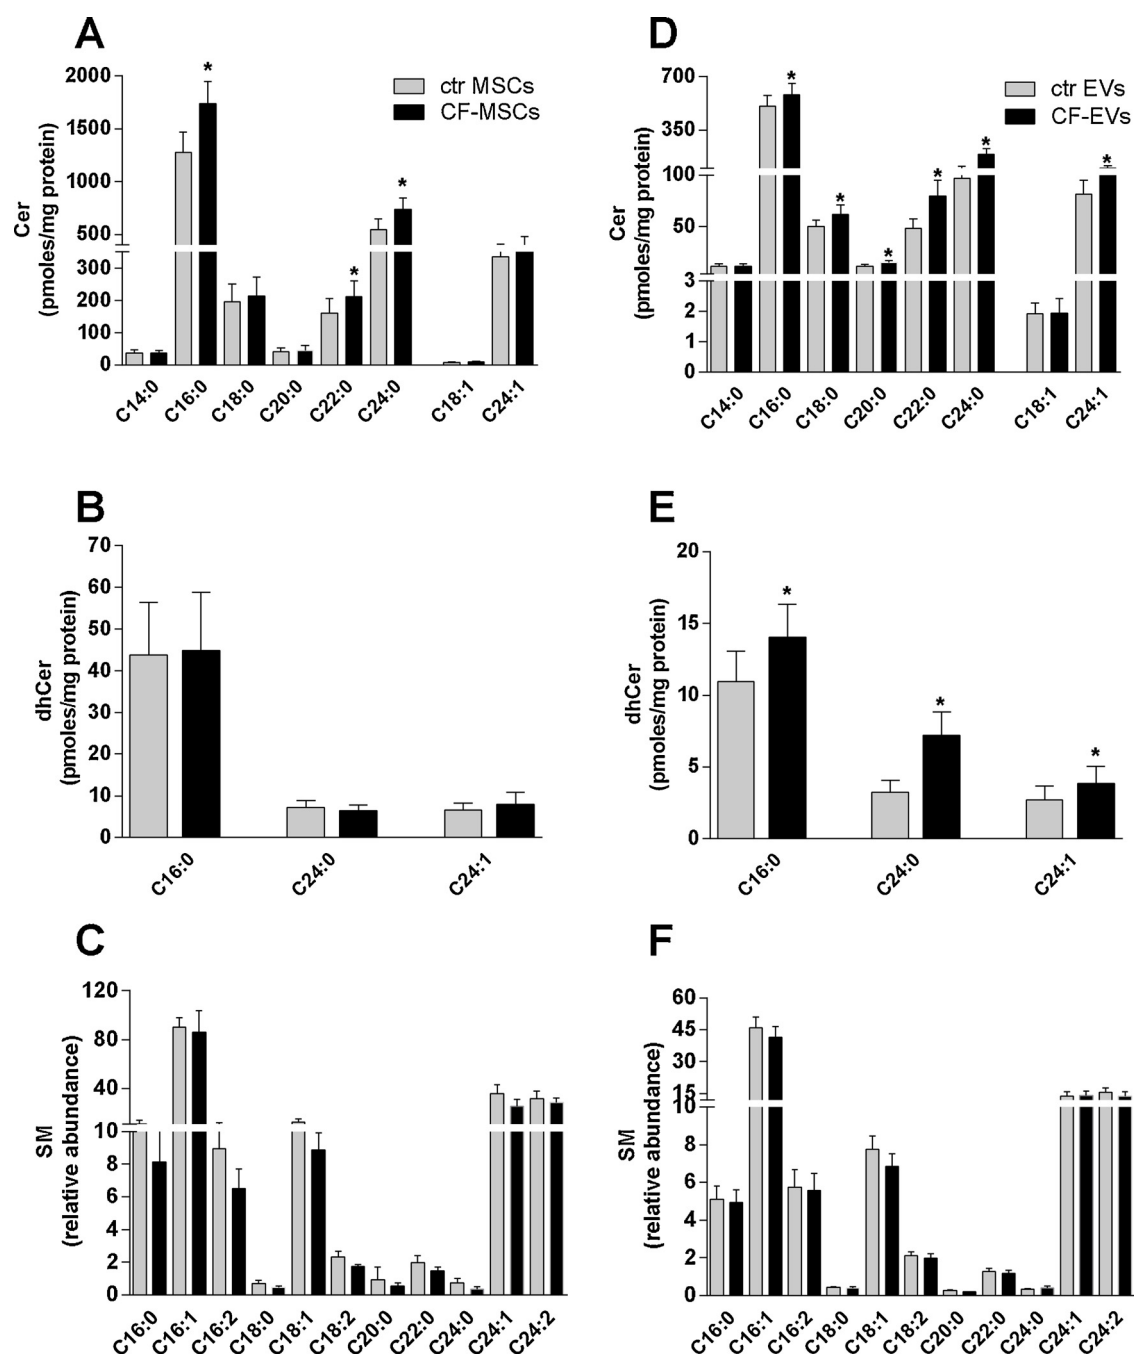 A
Cer
(pmoles/mg protein)
2000
1500
1000
500
300
200
100
0
*
*
*
ctr MSCs
CF-MSCs
C14:0
C16:0
C18:0
C20:0
C22:0
C24:0
C18:1
C24:1
D
Cer
(pmoles/mg protein)
700
350
100
50
3
2
1
0
*
*
*
*
*
*
ctr EVs
CF-EVs
C14:0
C16:0
C18:0
C20:0
C22:0
C24:0
C18:1
C24:1
B
dhCer
(pmoles/mg protein)
70
60
50
40
30
20
10
0
C16:0
C24:0
C24:1
E
dhCer
(pmoles/mg protein)
20
15
10
5
0
*
*
*
C16:0
C24:0
C24:1
C
SM
(relative abundance)
120
80
40
10
8
6
4
2
0
C16:0
C16:1
C16:2
C18:0
C18:1
C18:2
C20:0
C22:0
C24:0
C24:1
C24:2
F
SM
(relative abundance)
60
45
30
15
10
8
6
4
2
0
C16:0
C16:1
C16:2
C18:0
C18:1
C18:2
C20:0
C22:0
C24:0
C24:1
C24:2